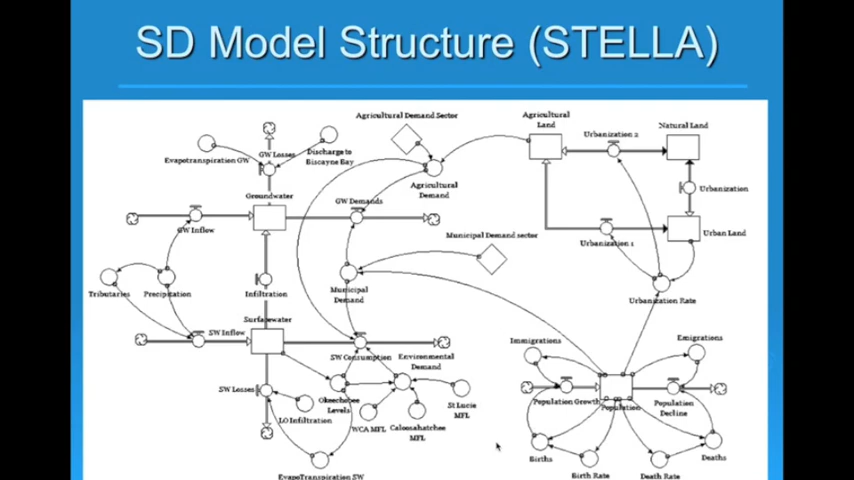 SD Model Structure (STELLA)
Agricultural Demand Sector
Agricultural
Land
Urbanization 2
Natural Land
Evapotranspiration GW
GW Losses
Discharge to
Biscayne Bay
Agricultural
Demand
Urbanization
Groundwater
GW Demands
GW Inflow
Municipal Demand sector
Urbanization 1
Urban Land
Tributaries
Precipitation
Infiltration
Municipal
Demand
Urbanization Rate
Surfacewater
SW Inflow
SW Consumption
Environmental
Demand
Immigrations
Emigrations
SW Losses
Okeechobee
Levels
LO Infiltration
WCA MFL
Caloosahatchee
MFL
St Lucie
MFL
Population Growth
Population
Population
Decline
Births
Birth Rate
Death Rate
Deaths
EvapoTranspiration SW